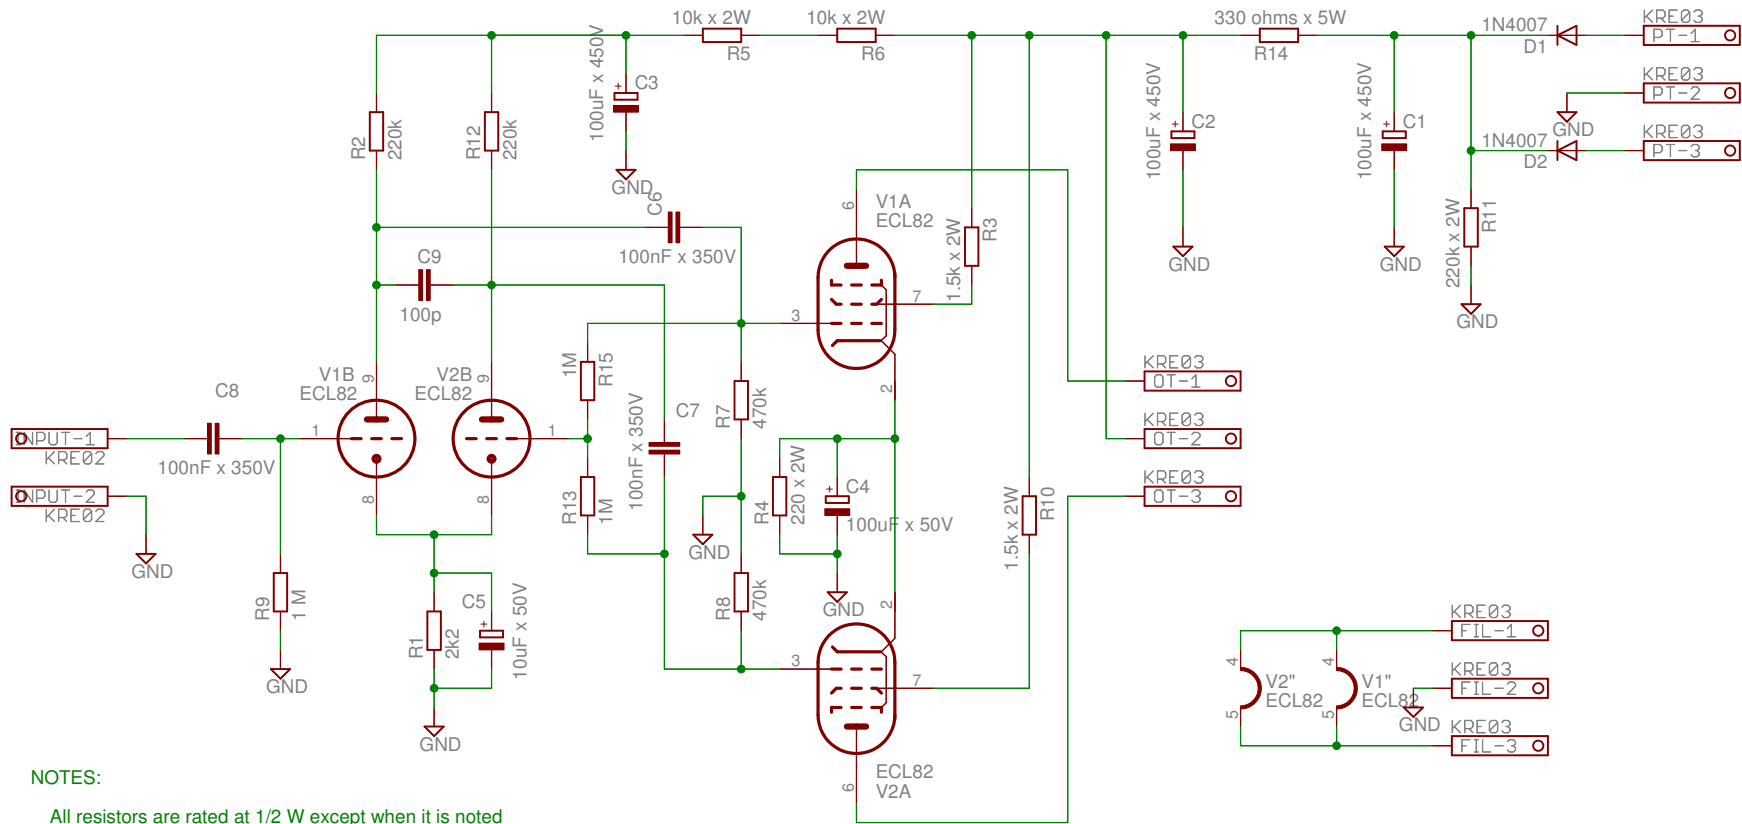 10k x 2W
10k x 2W
330 ohms x 5W
1N4007
KRE03
PT-1
R5
R6
R14
D1
100uF x 450V
C3
KRE03
PT-2
GND
R2
220k
R12
220k
100uF x 450V
C2
100uF x 450V
C1
1N4007
D2
KRE03
PT-3
GND
C6
100nF x 350V
V1A
ECL82
6
7
3
2
1.5k x 2W
R3
220k x 2W
R11
GND
GND
GND
C9
100p
V1B
ECL82
9
V2B
ECL82
9
1M
R15
KRE03
OT-1
C8
100nF x 350V
INPUT-1
KRE02
1
1
8
8
100nF x 350V
C7
R7
470k
KRE03
OT-2
INPUT-2
KRE02
GND
R13
1M
GND
R4
220 x 2W
C4
100uF x 50V
GND
1.5k x 2W
R10
KRE03
OT-3
R9
1 M
GND
R1
2k2
C5
10uF x 50V
GND
R8
470k
2
3
7
6
ECL82
V2A
KRE03
FIL-1
4
5
V2"
ECL82
4
5
V1"
ECL82
KRE03
FIL-2
GND
KRE03
FIL-3
NOTES:
All resistors are rated at 1/2 W except when it is noted